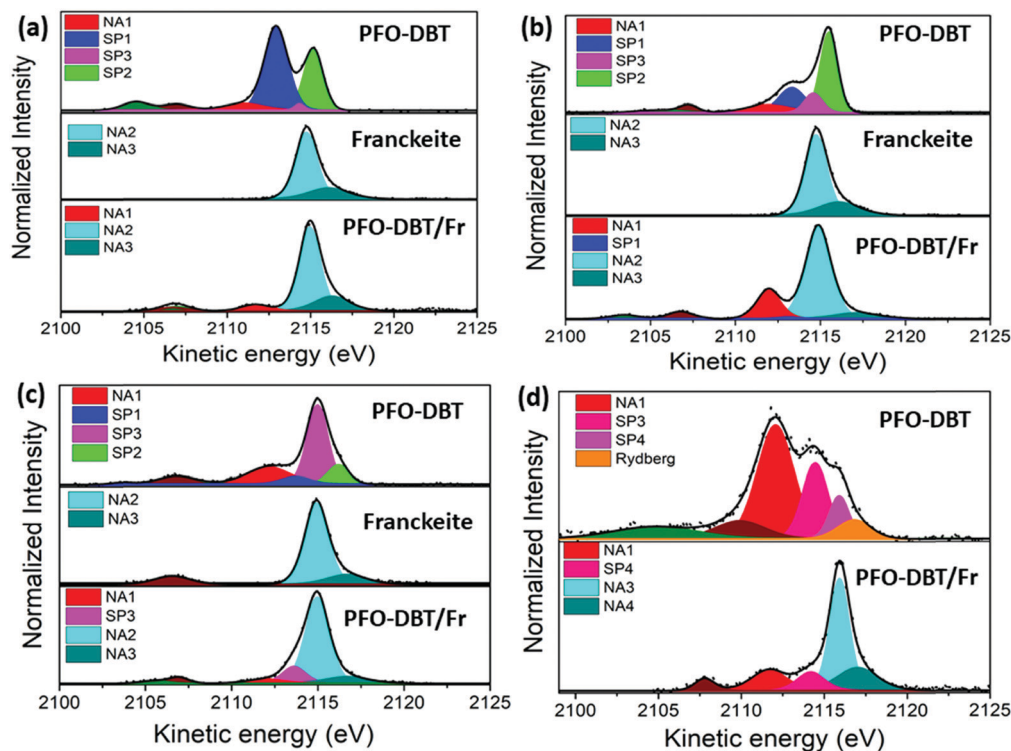 (a)
NA1
SP1
SP3
SP2
PFO-DBT
NA2
NA3
Franckeite
NA1
NA2
NA3
PFO-DBT/Fr
Normalized Intensity
2100 2105 2110 2115 2120 2125
Kinetic energy (eV)
(b)
NA1
SP1
SP3
SP2
PFO-DBT
NA2
NA3
Franckeite
NA1
SP1
NA2
NA3
PFO-DBT/Fr
Normalized Intensity
2100 2105 2110 2115 2120 2125
Kinetic energy (eV)
(c)
NA1
SP1
SP3
SP2
PFO-DBT
NA2
NA3
Franckeite
NA1
SP3
NA2
NA3
PFO-DBT/Fr
Normalized Intensity
2100 2105 2110 2115 2120 2125
Kinetic energy (eV)
(d)
NA1
SP3
SP4
Rydberg
PFO-DBT
NA1
SP4
NA3
NA4
PFO-DBT/Fr
Normalized Intensity
2100 2105 2110 2115 2120 2125
Kinetic energy (eV)